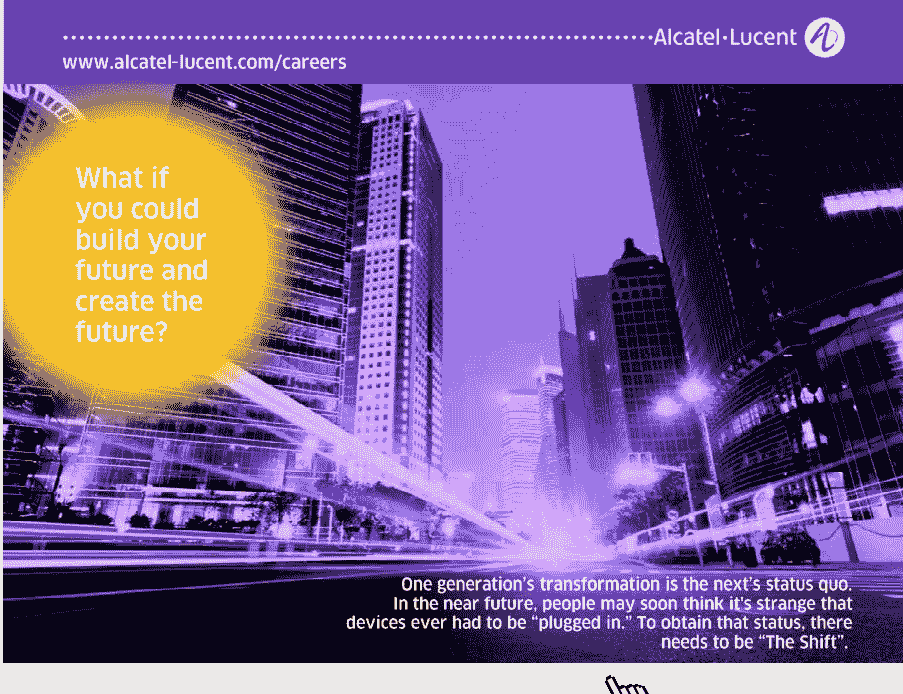 Alcatel·Lucent
www.alcatel-lucent.com/careers
What if
you could
build your
future and
create the
future?
One generation's transformation is the next's status quo.
In the near future, people may soon think it's strange that
devices ever had to be “plugged in.” To obtain that status, there
needs to be “The Shift”.